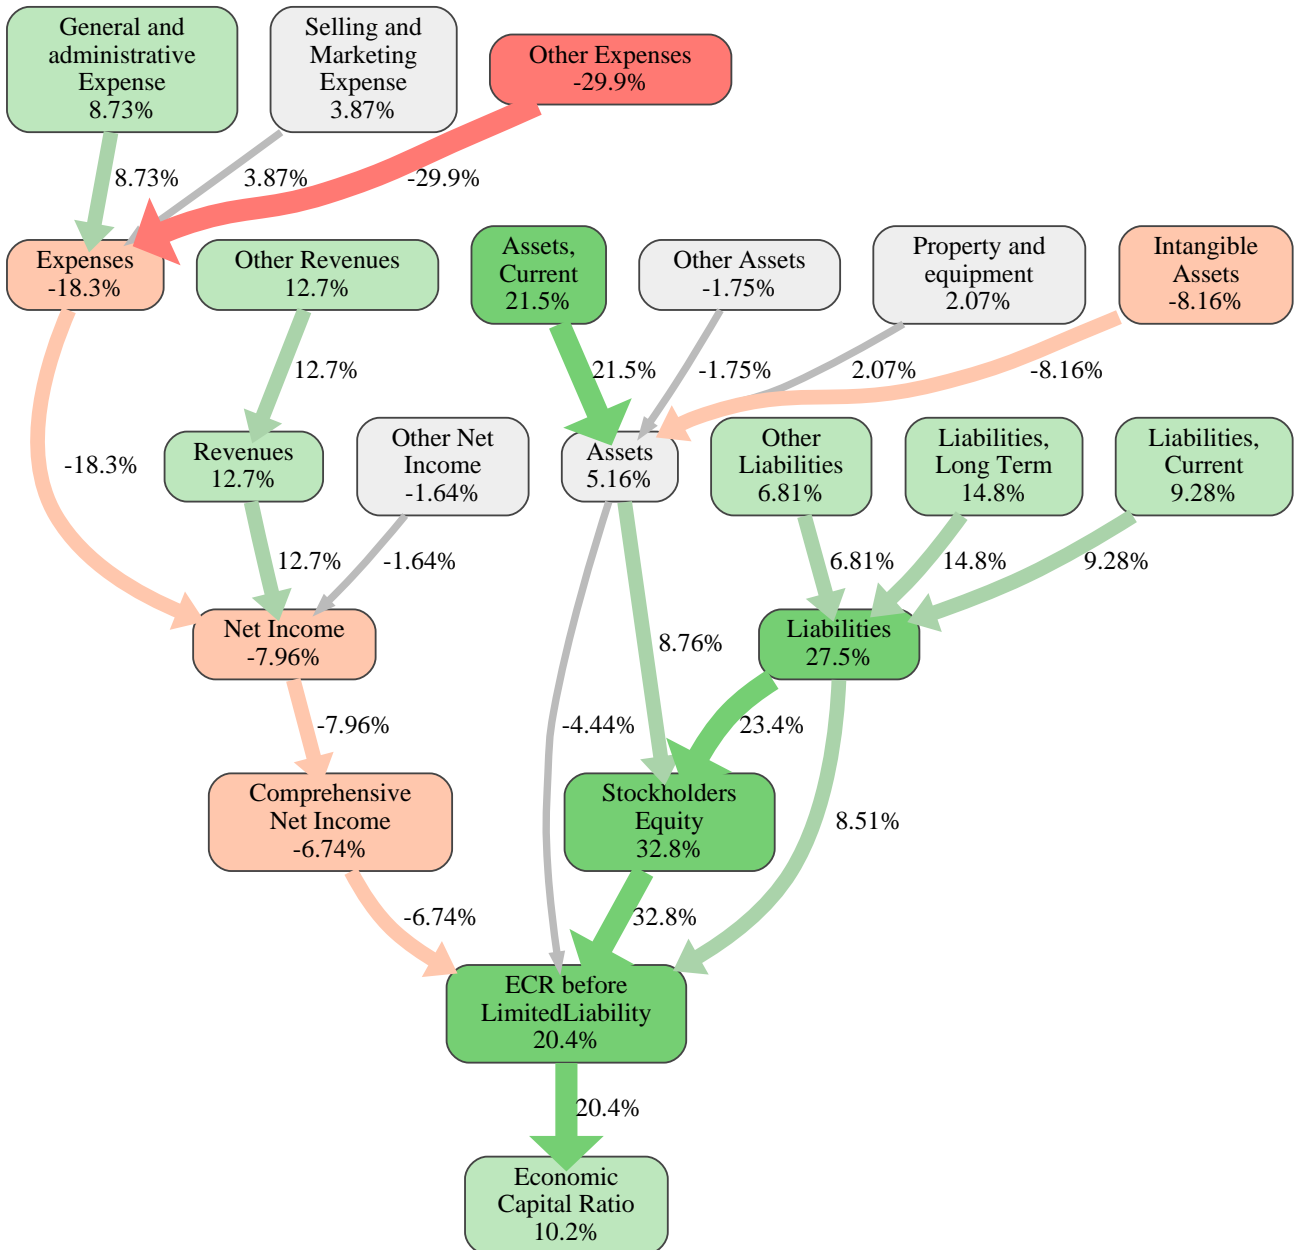 General and
administrative
Expense
8.73%
Selling and
Marketing
Expense
3.87%
Other Expenses
-29.9%
8.73%
3.87%
-29.9%
Expenses
-18.3%
Other Revenues
12.7%
Assets,
Current
21.5%
Other Assets
-1.75%
Property and
equipment
2.07%
Intangible
Assets
-8.16%
12.7%
21.5%
-1.75%
2.07%
-8.16%
-18.3%
Revenues
12.7%
Other Net
Income
-1.64%
Assets
5.16%
Other
Liabilities
6.81%
Liabilities,
Long Term
14.8%
Liabilities,
Current
9.28%
12.7%
-1.64%
6.81%
14.8%
9.28%
Net Income
-7.96%
8.76%
Liabilities
27.5%
-7.96%
-4.44%
23.4%
Comprehensive
Net Income
-6.74%
Stockholders
Equity
32.8%
8.51%
-6.74%
32.8%
ECR before
LimitedLiability
20.4%
20.4%
Economic
Capital Ratio
10.2%